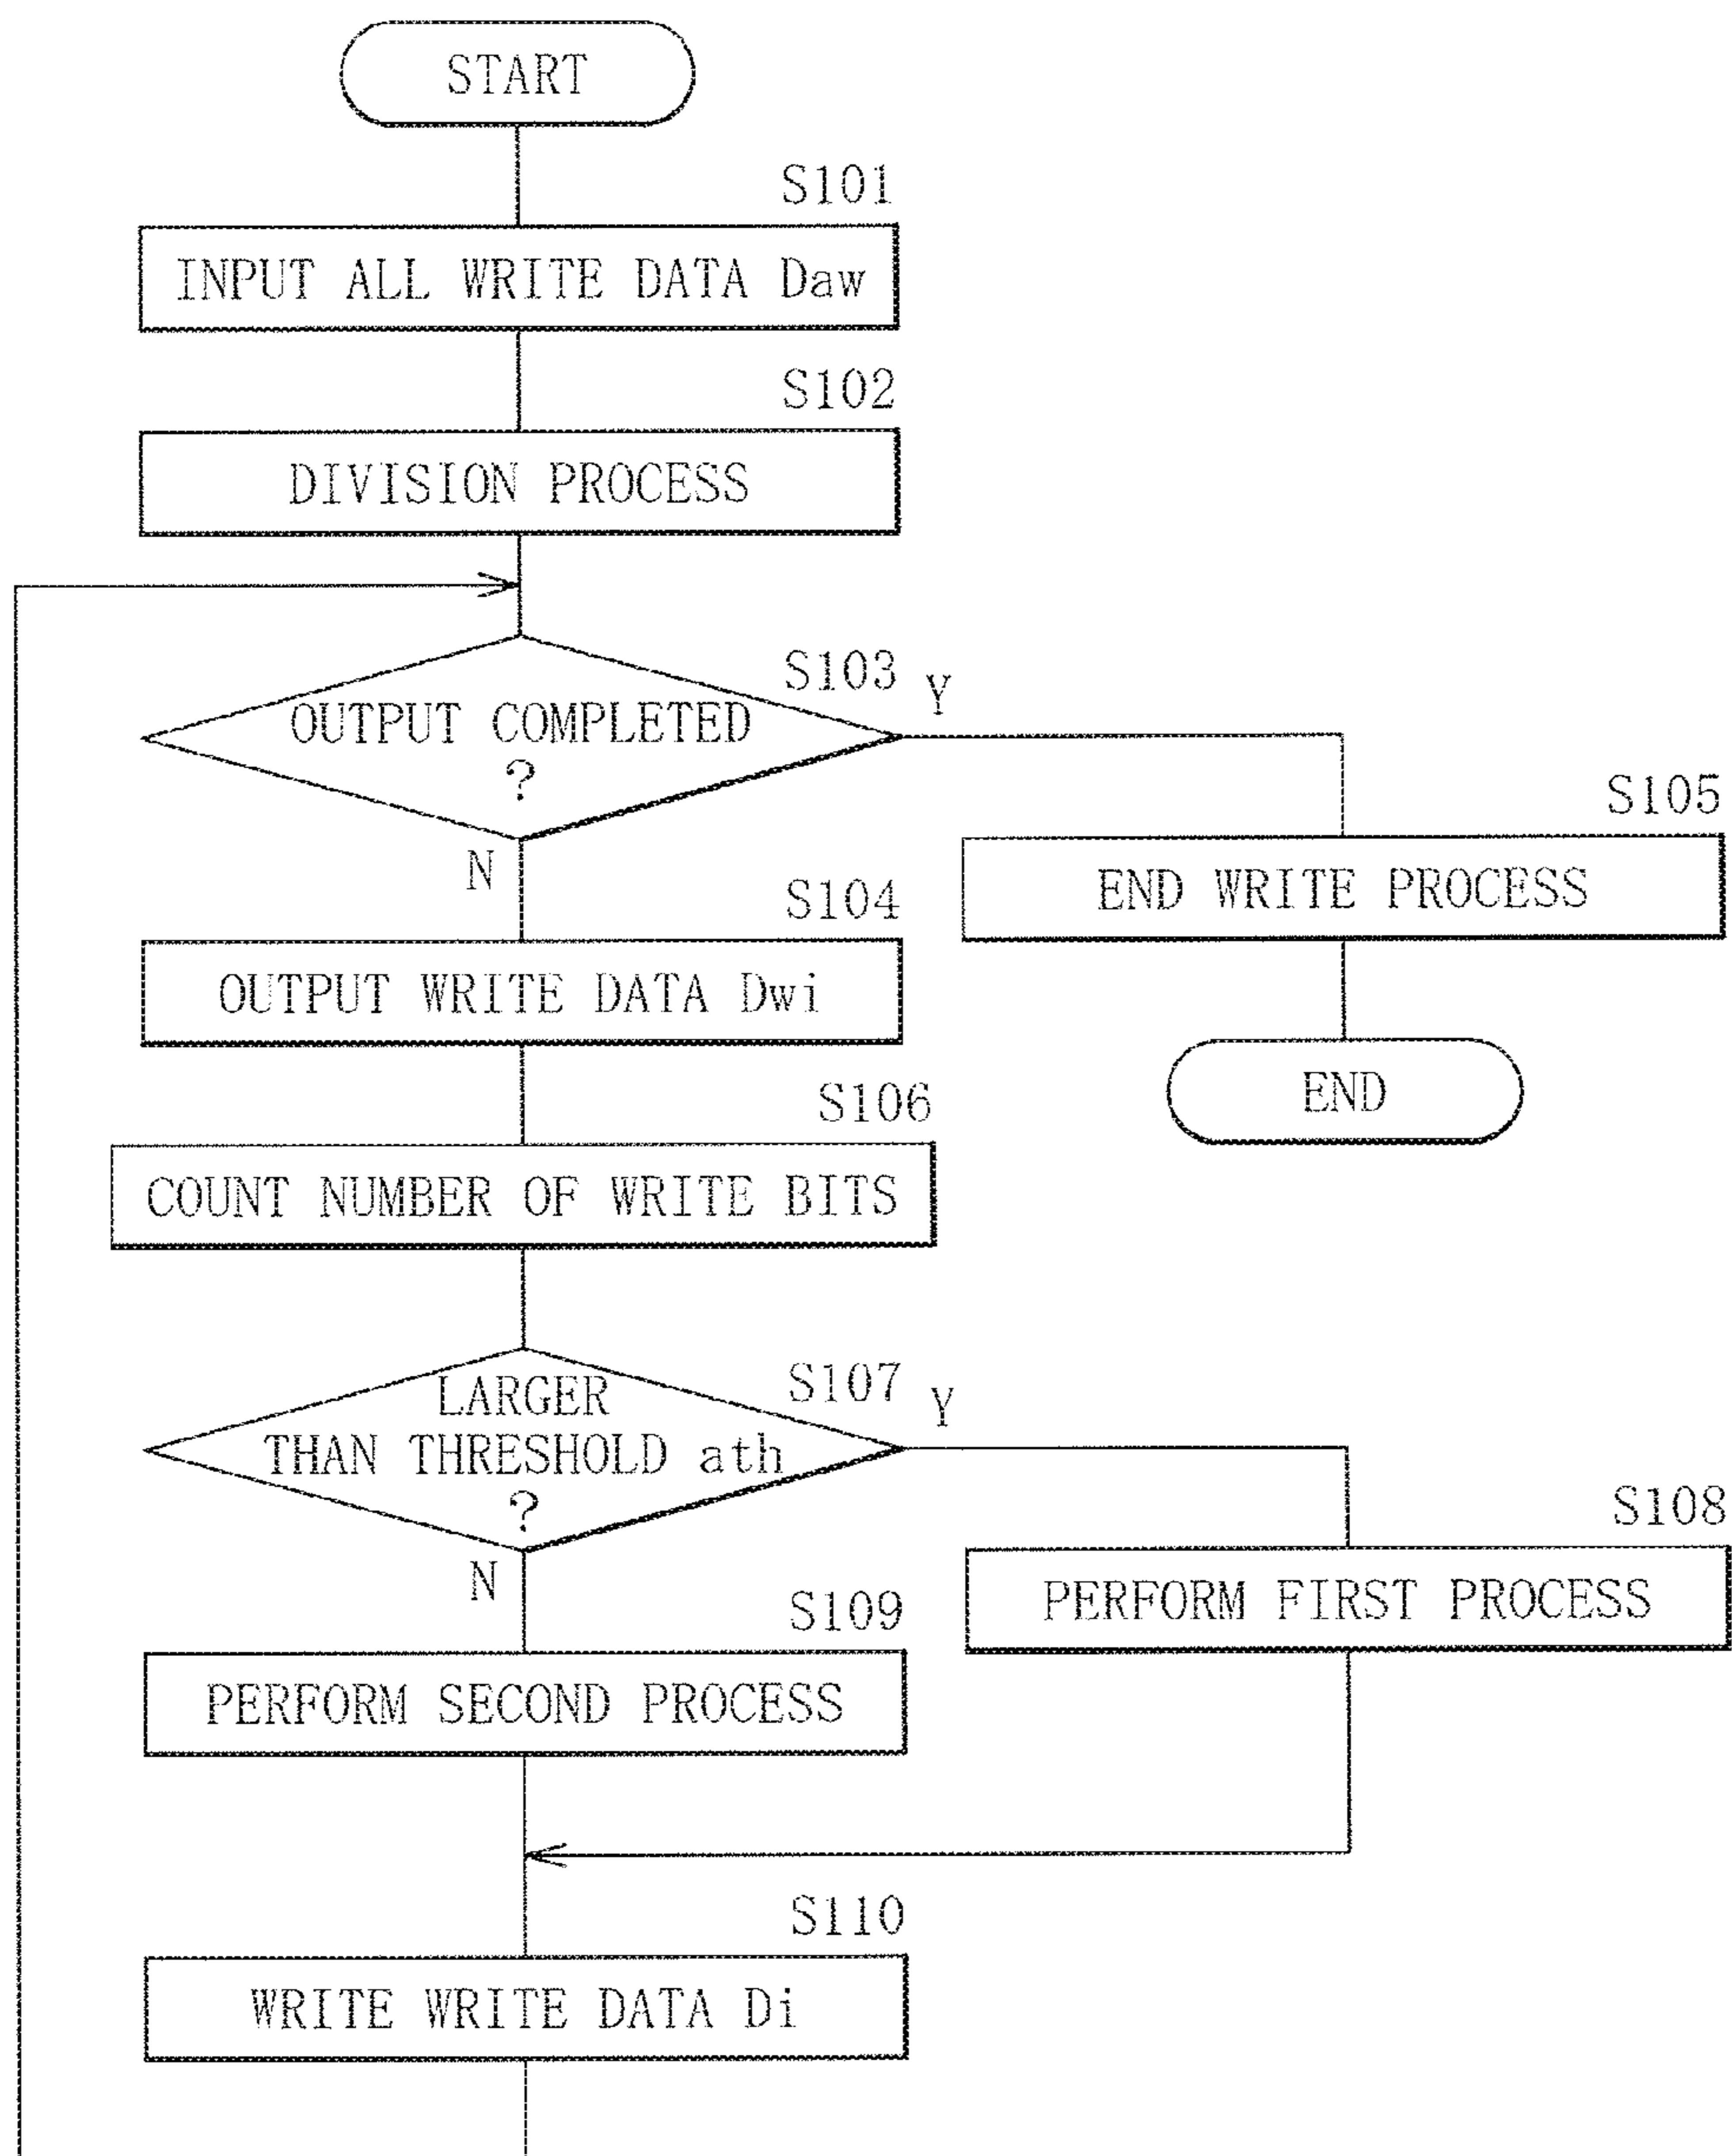 START
S101
INPUT ALL WRITE DATA Daw
S102
DIVISION PROCESS
S103
Y
OUTPUT COMPLETED
?
N
S105
END WRITE PROCESS
S104
OUTPUT WRITE DATA Dwi
END
S106
COUNT NUMBER OF WRITE BITS
S107
Y
LARGER
THAN THRESHOLD ath
?
N
S108
PERFORM FIRST PROCESS
S109
PERFORM SECOND PROCESS
S110
WRITE WRITE DATA Di